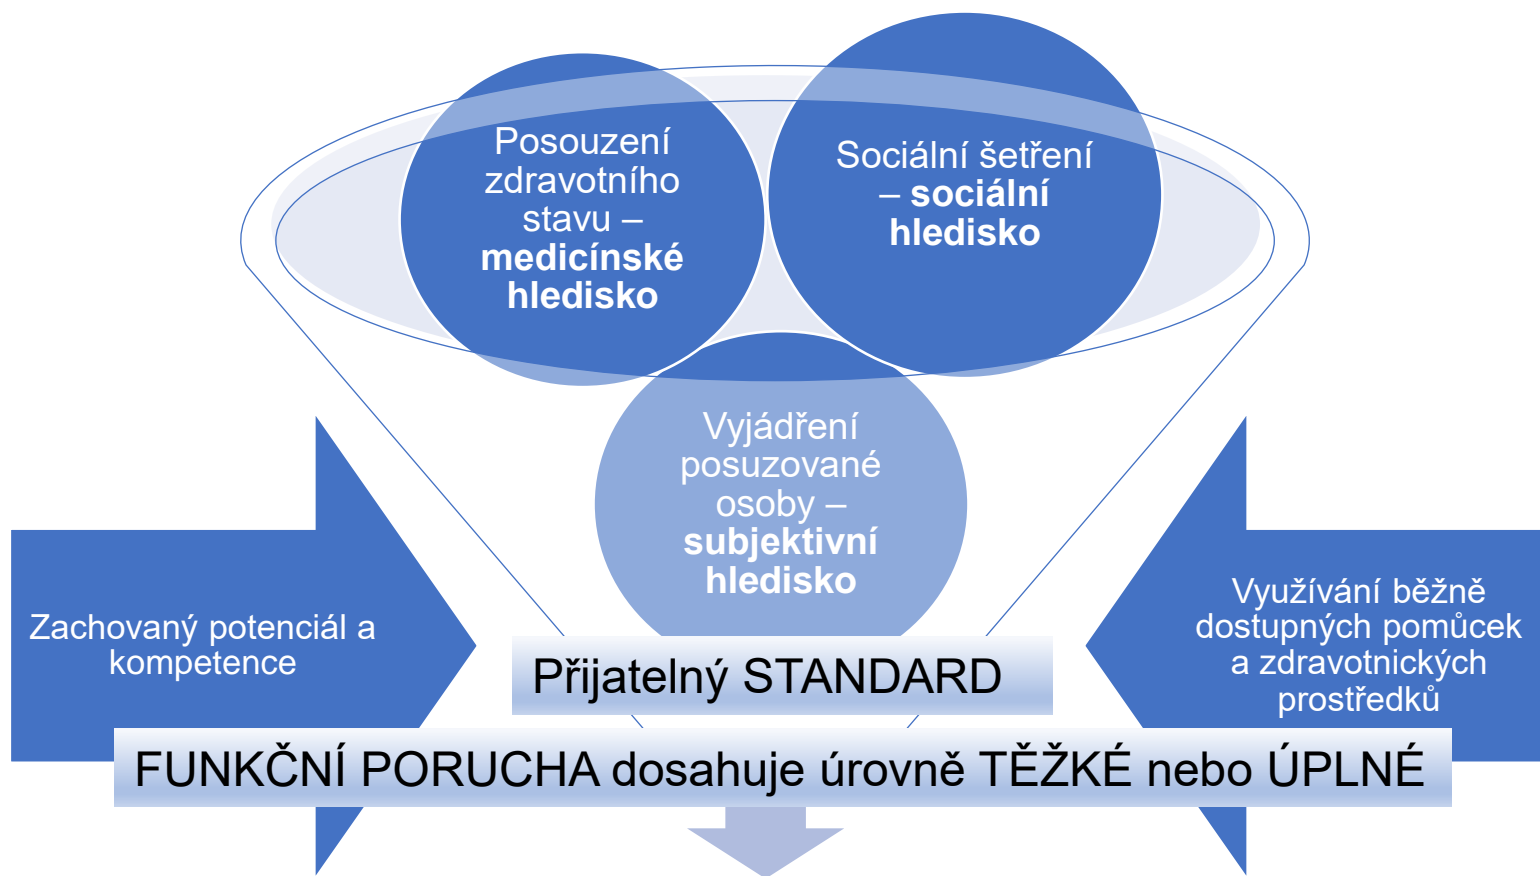 Posouzení
zdravotního
stavu –
medicínské
hledisko
Sociální šetření
– sociální
hledisko
Vyjádření
posuzované
osoby –
subjektivní
hledisko
Zachovaný potenciál a
kompetence
Využívání běžně
dostupných pomůcek
a zdravotnických
prostředků
Přijatelný STANDARD
FUNKČNÍ PORUCHA dosahuje úrovně TĚŽKÉ nebo ÚPLNÉ